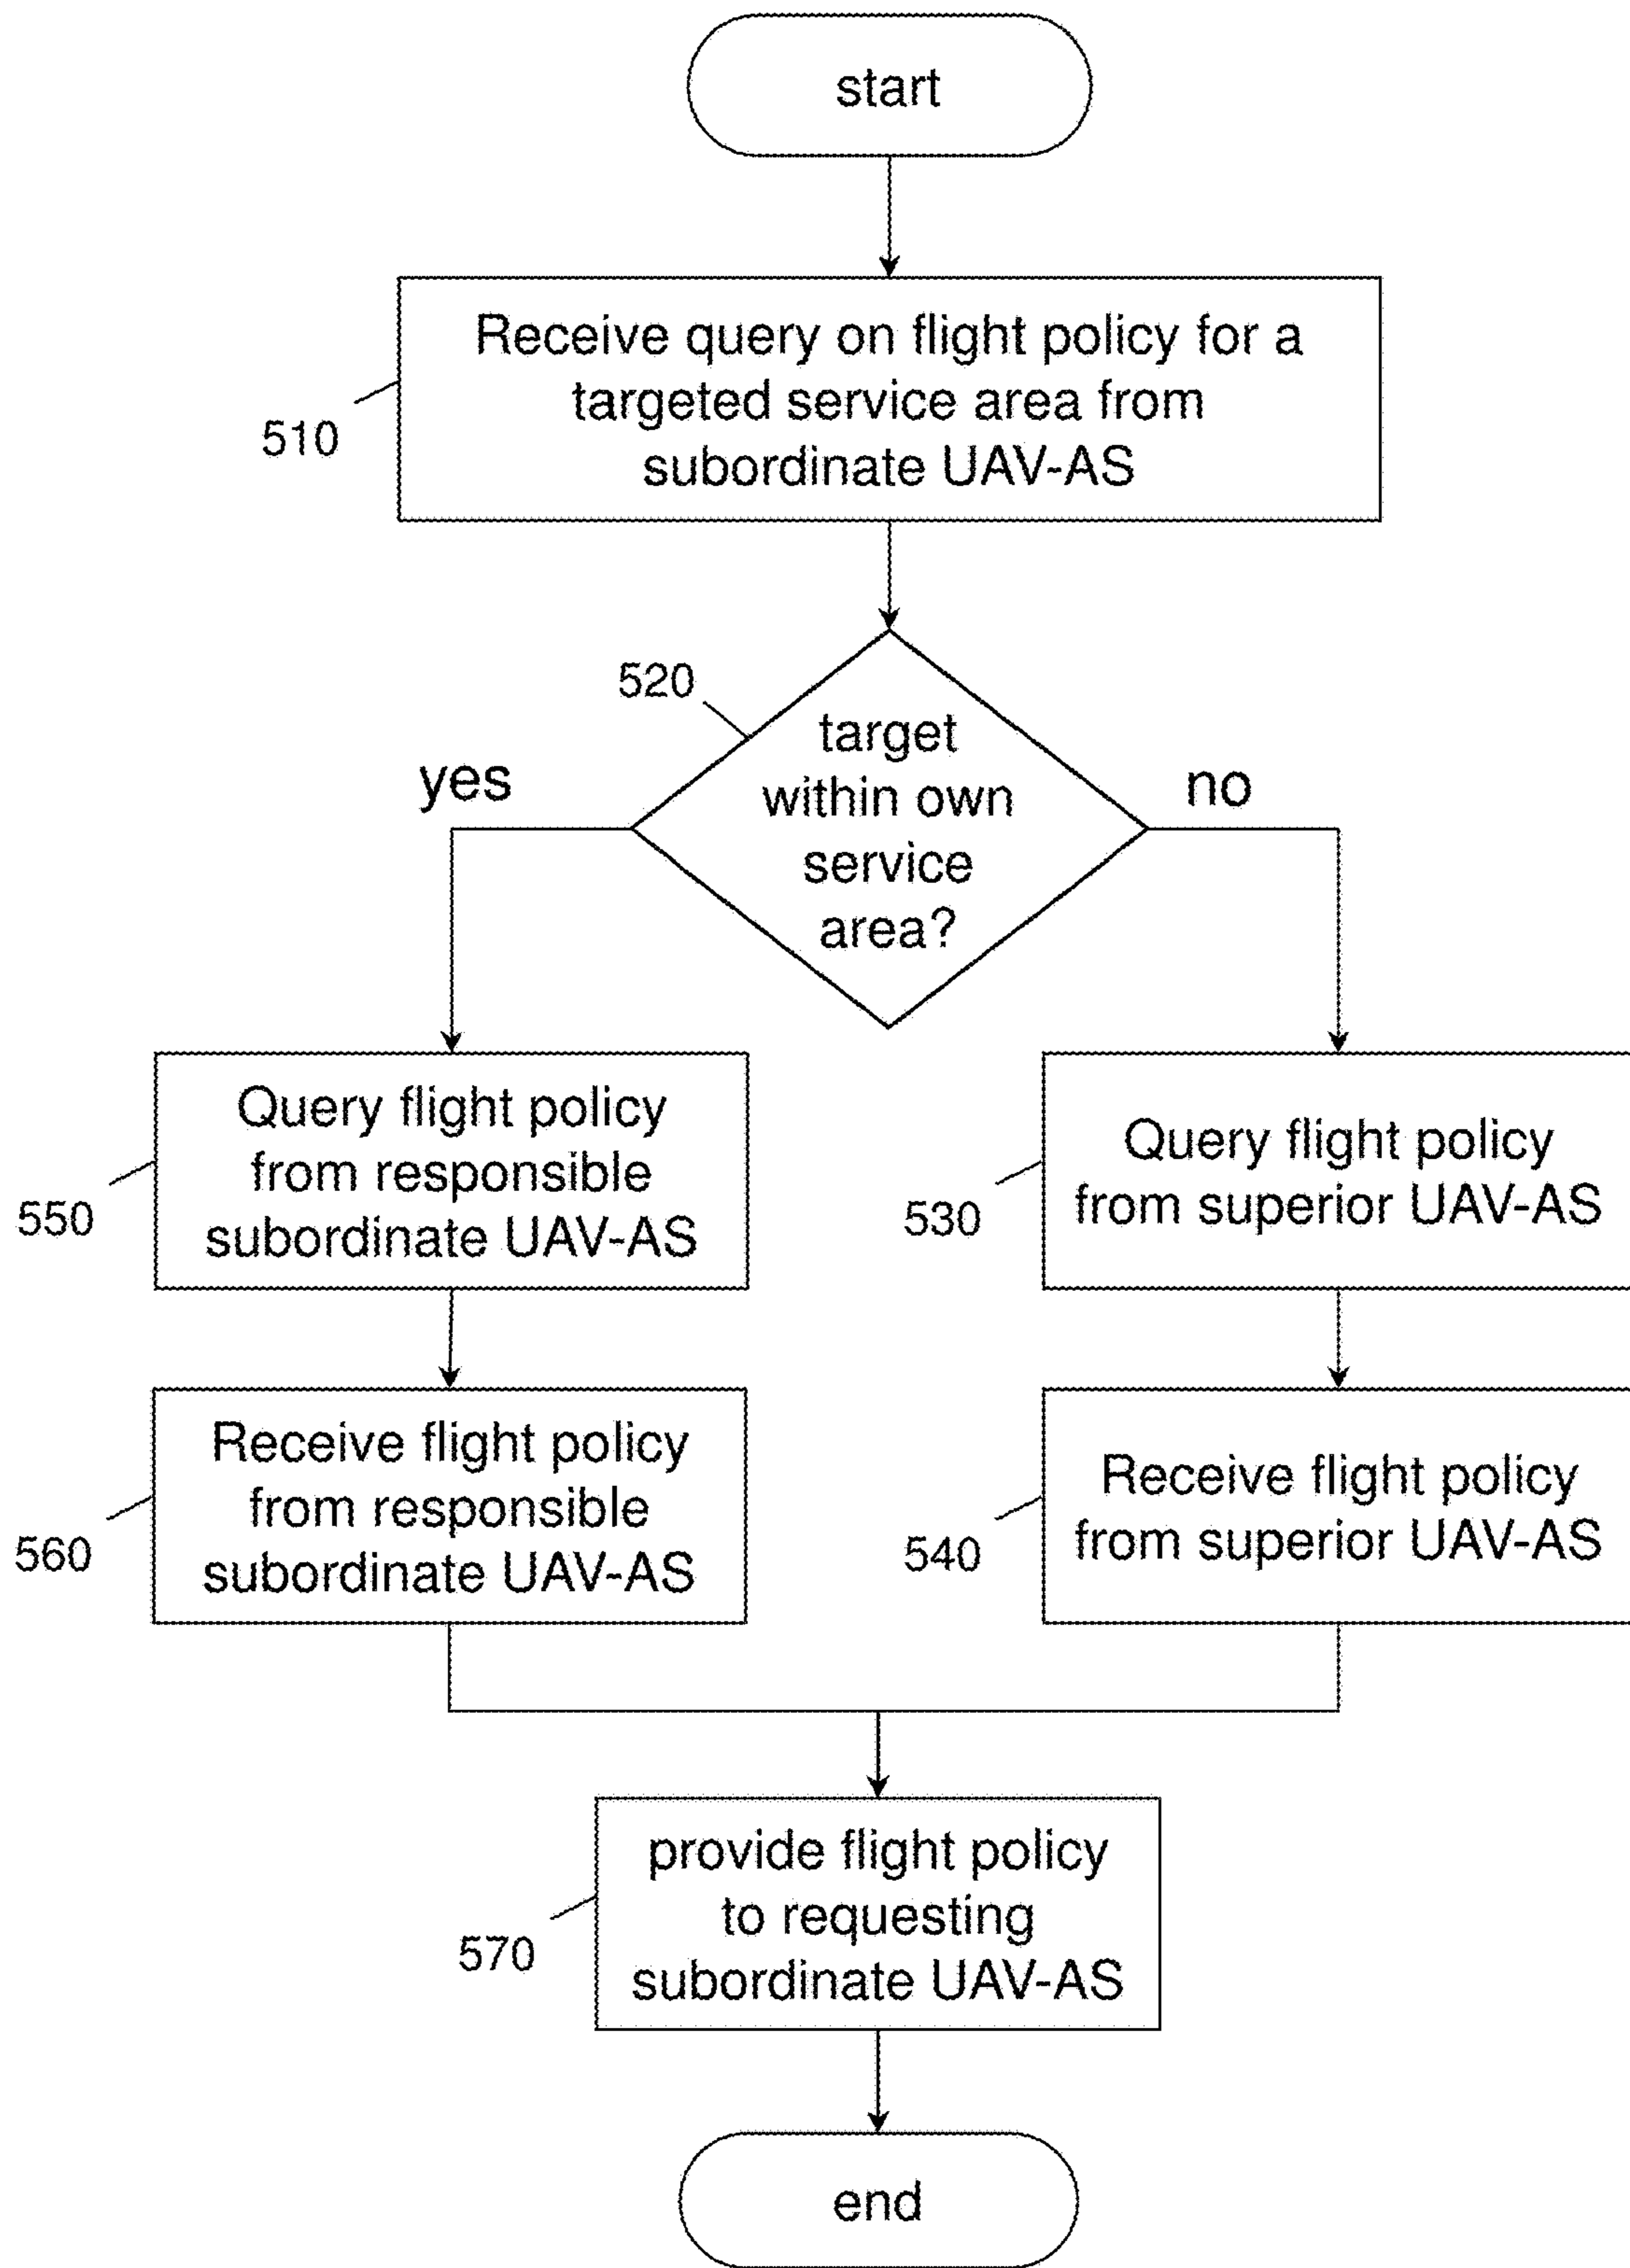 start
Receive query on flight policy for a
targeted service area from
subordinate UAV-AS
510
520
target
within own
service
area?
yes
no
Query flight policy
from responsible
subordinate UAV-AS
550
Query flight policy
from superior UAV-AS
530
Receive flight policy
from responsible
subordinate UAV-AS
560
Receive flight policy
from superior UAV-AS
540
provide flight policy
to requesting
subordinate UAV-AS
570
end